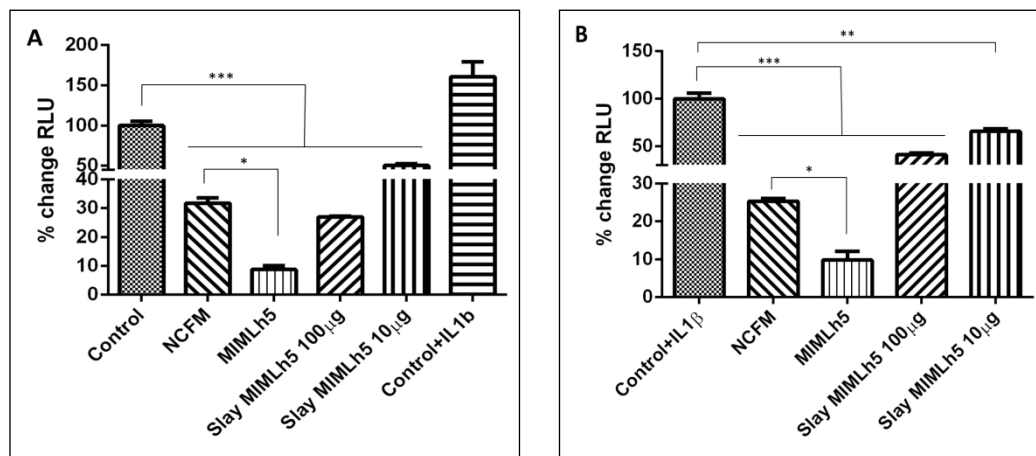 A
% change RLU
200
150
100
50
40
30
20
10
0
***
*
Control
NCFM
MIMLh5
Slay MIMLh5 100µg
Slay MIMLh5 10µg
Control+IL1b
B
% change RLU
150
100
50
30
20
10
0
**
***
*
Control+IL1β
NCFM
MIMLh5
Slay MIMLh5 100µg
Slay MIMLh5 10µg